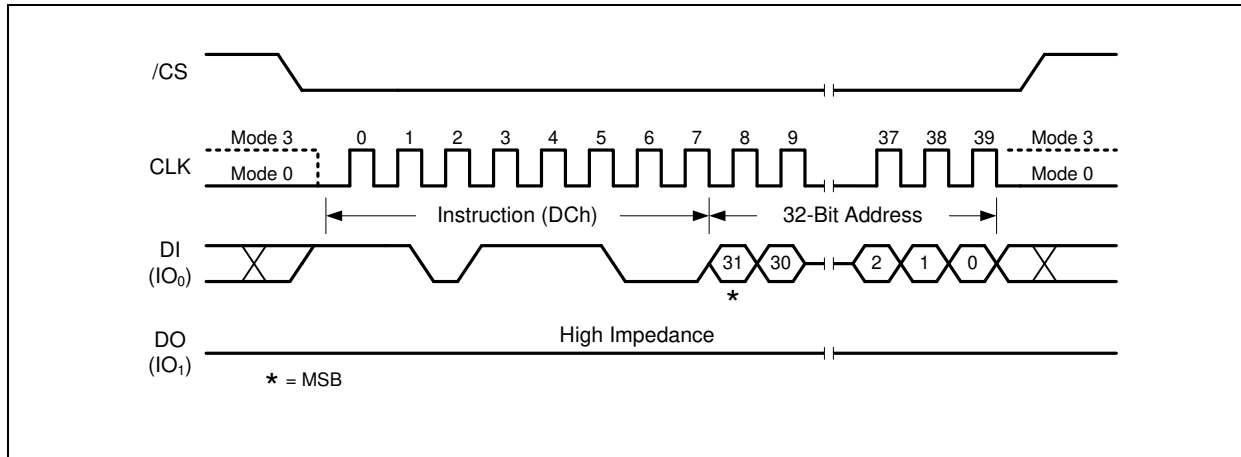 /CS
Mode 3 0 1 2 3 4 5 6 7 8 9 37 38 39 Mode 3
CLK
Mode 0 Mode 0
Instruction (DCh) 32-Bit Address
DI
(IO₀) 31 30 2 1 0
*
DO High Impedance
(IO₁)
* = MSB